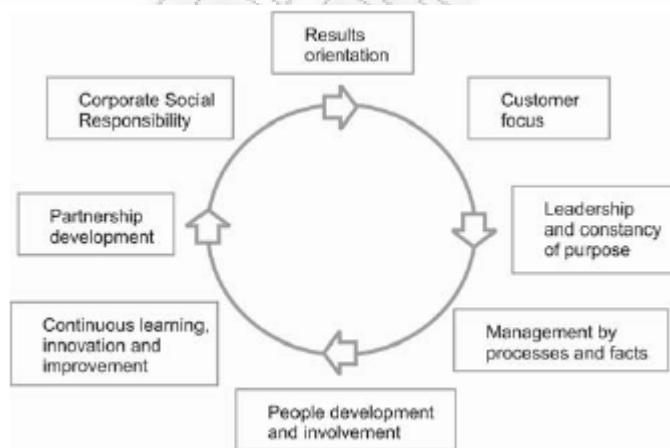 Results
orientation
Customer
focus
Leadership
and constancy
of purpose
Management by
processes and facts
People development
and involvement
Continuous learning,
innovation and
improvement
Partnership
development
Corporate Social
Responsibility